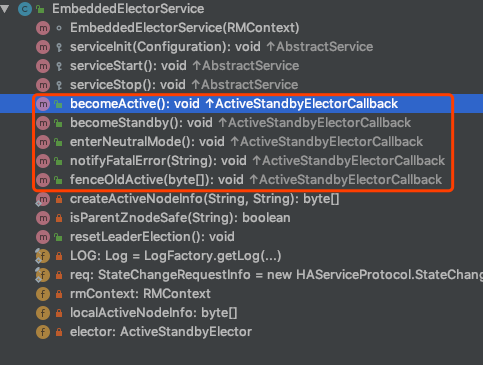 EmbeddedElectorService
EmbeddedElectorService(RMContext)
serviceInit(Configuration): void ↑AbstractService
serviceStart(): void ↑AbstractService
serviceStop(): void ↑AbstractService
becomeActive(): void ↑ActiveStandbyElectorCallback
becomeStandby(): void ↑ActiveStandbyElectorCallback
enterNeutralMode(): void ↑ActiveStandbyElectorCallback
notifyFatalError(String): void ↑ActiveStandbyElectorCallback
fenceOldActive(byte[]): void ↑ActiveStandbyElectorCallback
createActiveNodeInfo(String, String): byte[]
isParentZnodeSafe(String): boolean
resetLeaderElection(): void
LOG: Log = LogFactory.getLog(...)
req: StateChangeRequestInfo = new HAServiceProtocol.StateChang
rmContext: RMContext
localActiveNodeInfo: byte[]
elector: ActiveStandbyElector